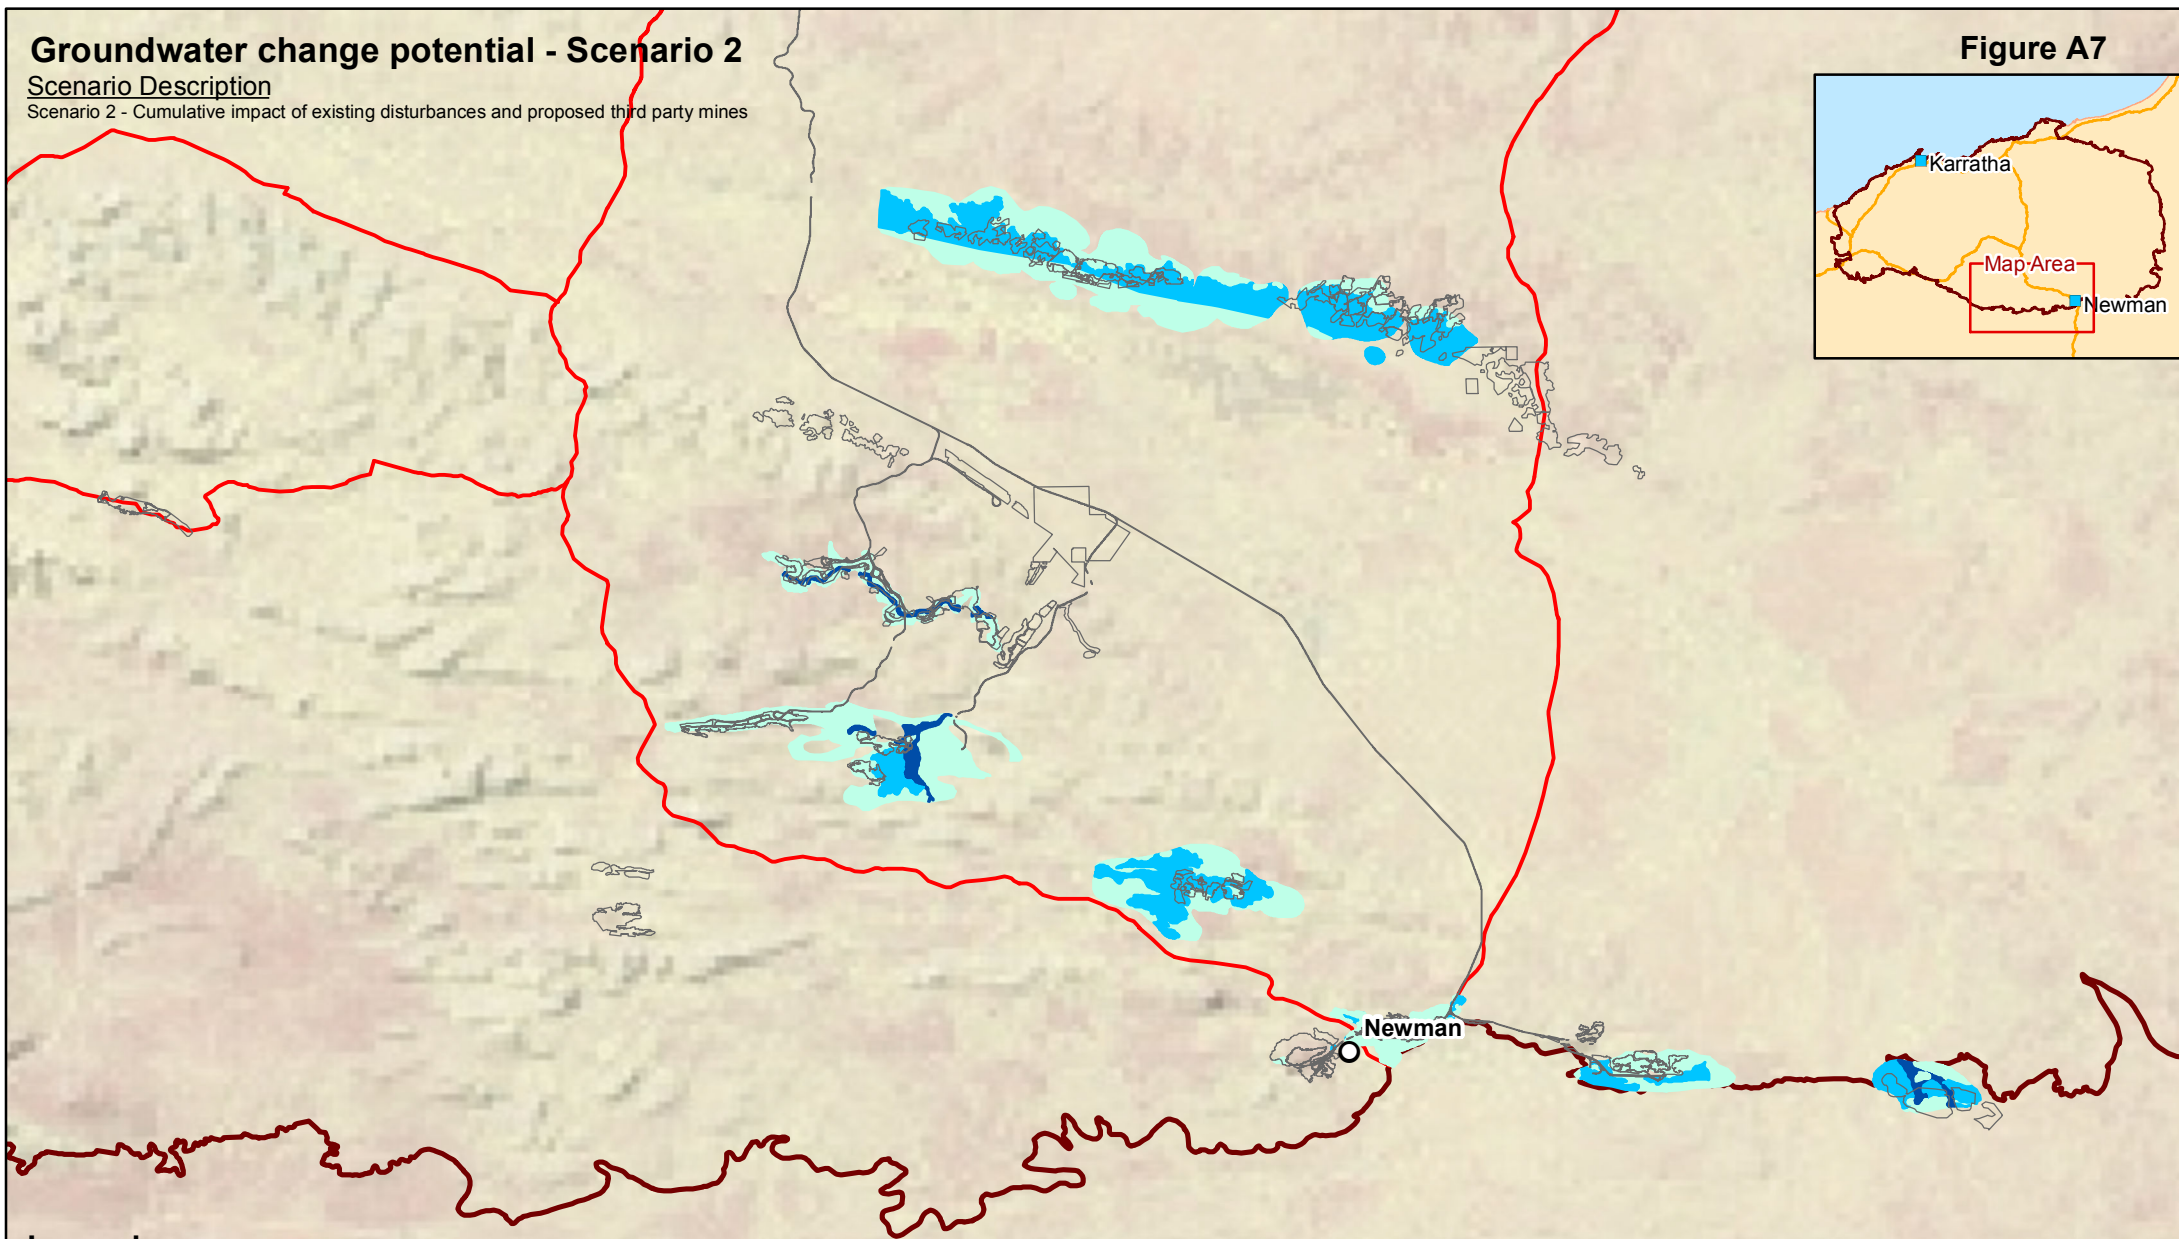 Groundwater change potential - Scenario 2
Scenario Description
Scenario 2 - Cumulative impact of existing disturbances and proposed third party mines
Figure A7
Karratha
Map Area
Newman
Newman